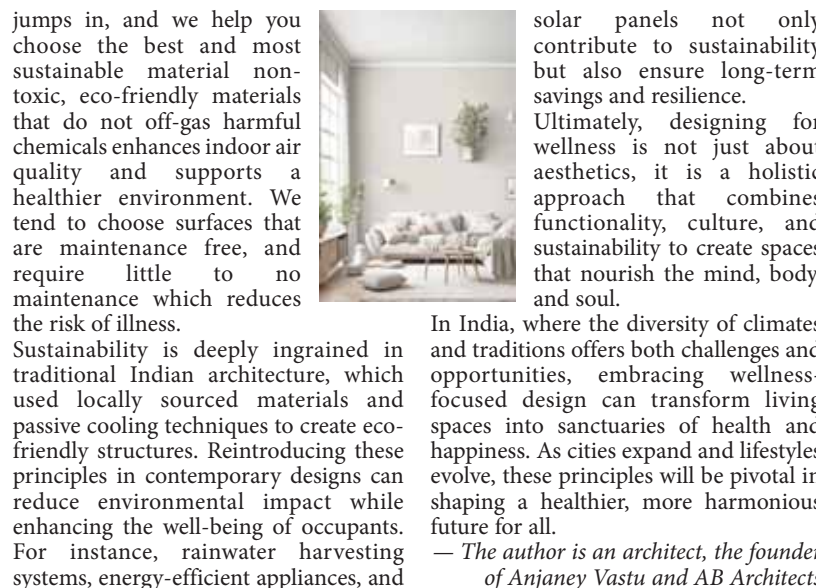 jumps in, and we help you
choose the best and most
sustainable material non-
toxic, eco-friendly materials
that do not off-gas harmful
chemicals enhances indoor air
quality and supports a
healthier environment. We
tend to choose surfaces that
are maintenance free, and
require little to no
maintenance which reduces
the risk of illness.
Sustainability is deeply ingrained in
traditional Indian architecture, which
used locally sourced materials and
passive cooling techniques to create eco-
friendly structures. Reintroducing these
principles in contemporary designs can
reduce environmental impact while
enhancing the well-being of occupants.
For instance, rainwater harvesting
systems, energy-efficient appliances, and
solar panels not only
contribute to sustainability
but also ensure long-term
savings and resilience.
Ultimately, designing for
wellness is not just about
aesthetics, it is a holistic
approach that combines
functionality, culture, and
sustainability to create spaces
that nourish the mind, body
and soul.
In India, where the diversity of climates
and traditions offers both challenges and
opportunities, embracing wellness-
focused design can transform living
spaces into sanctuaries of health and
happiness. As cities expand and lifestyles
evolve, these principles will be pivotal in
shaping a healthier, more harmonious
future for all.
— The author is an architect, the founder
of Anjaney Vastu and AB Architects